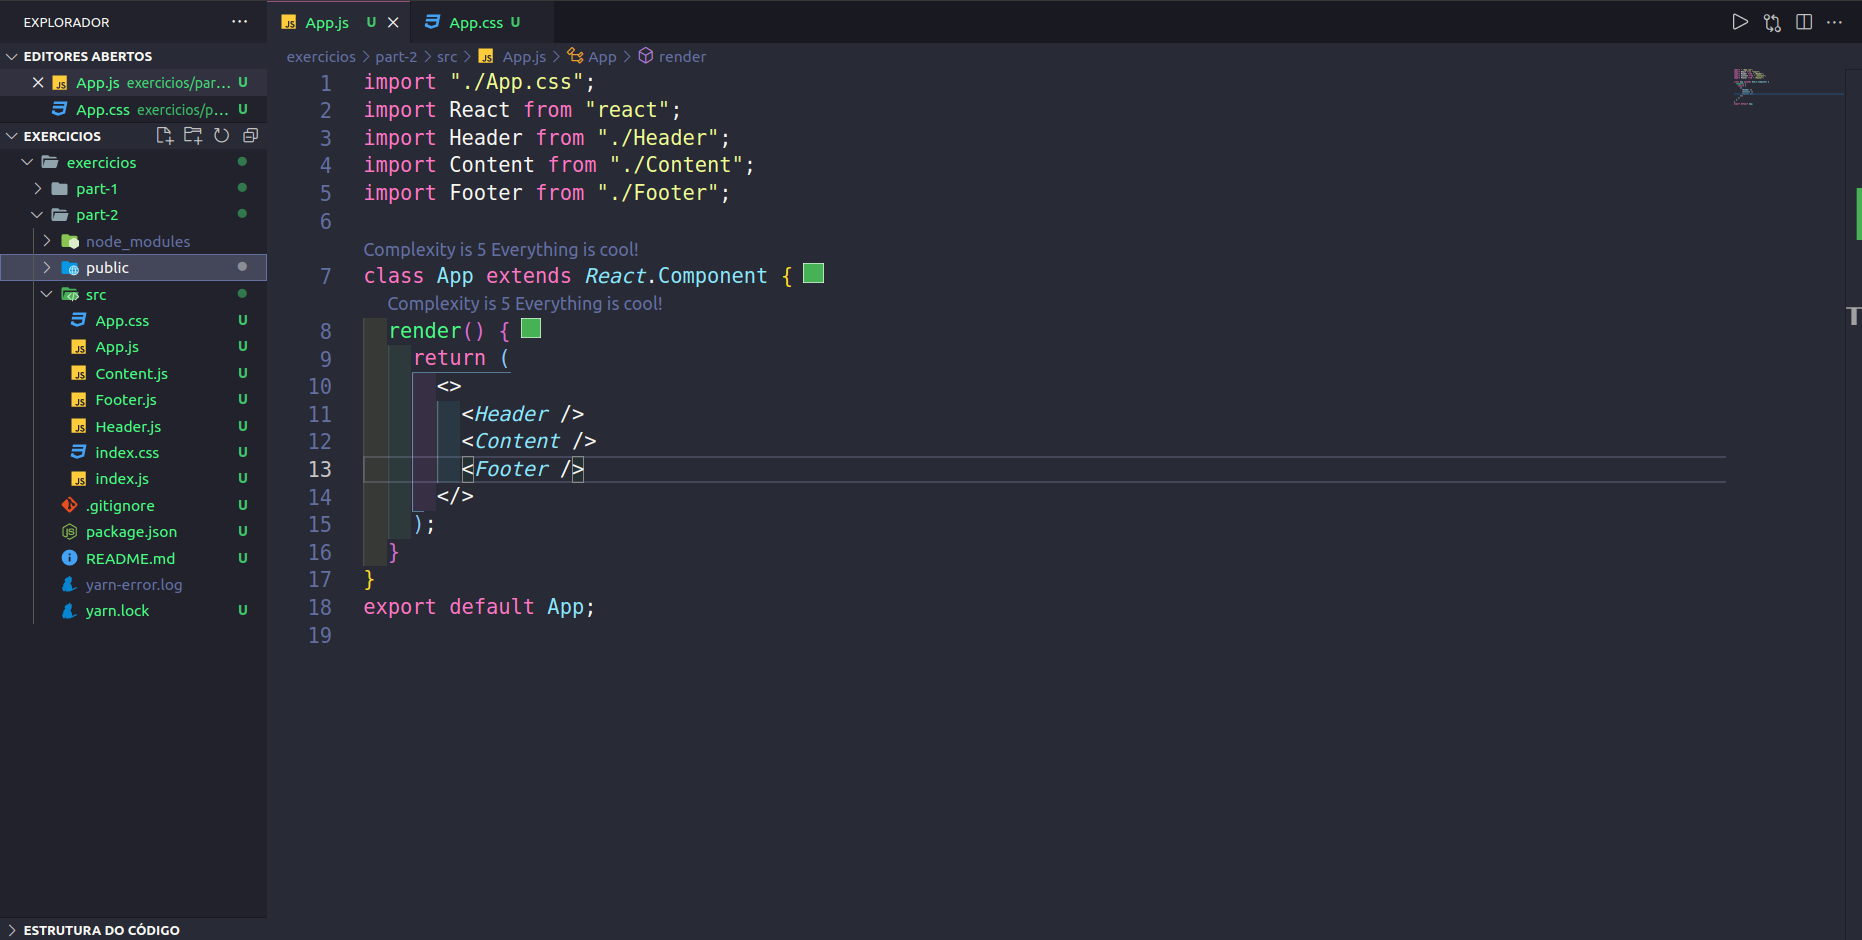 EXPLORADOR
EDITORES ABERTOS
App.js exercicios/par... U
App.css exercicios/p... U
EXERCICIOS
exercicios
part-1
part-2
node_modules
public
src
App.css U
App.js U
Content.js U
Footer.js U
Header.js U
index.css U
index.js U
.gitignore U
package.json U
README.md U
yarn-error.log
yarn.lock U
ESTRUTURA DO CÓDIGO
App.js U App.css U
exercicios > part-2 > src > App.js > App > render
1 import "./App.css";
2 import React from "react";
3 import Header from "./Header";
4 import Content from "./Content";
5 import Footer from "./Footer";
6
Complexity is 5 Everything is cool!
7 class App extends React.Component {
Complexity is 5 Everything is cool!
8 render() {
9 return (
10 <>
11 <Header />
12 <Content />
13 <Footer />
14 </>
15 );
16 }
17 }
18 export default App;
19